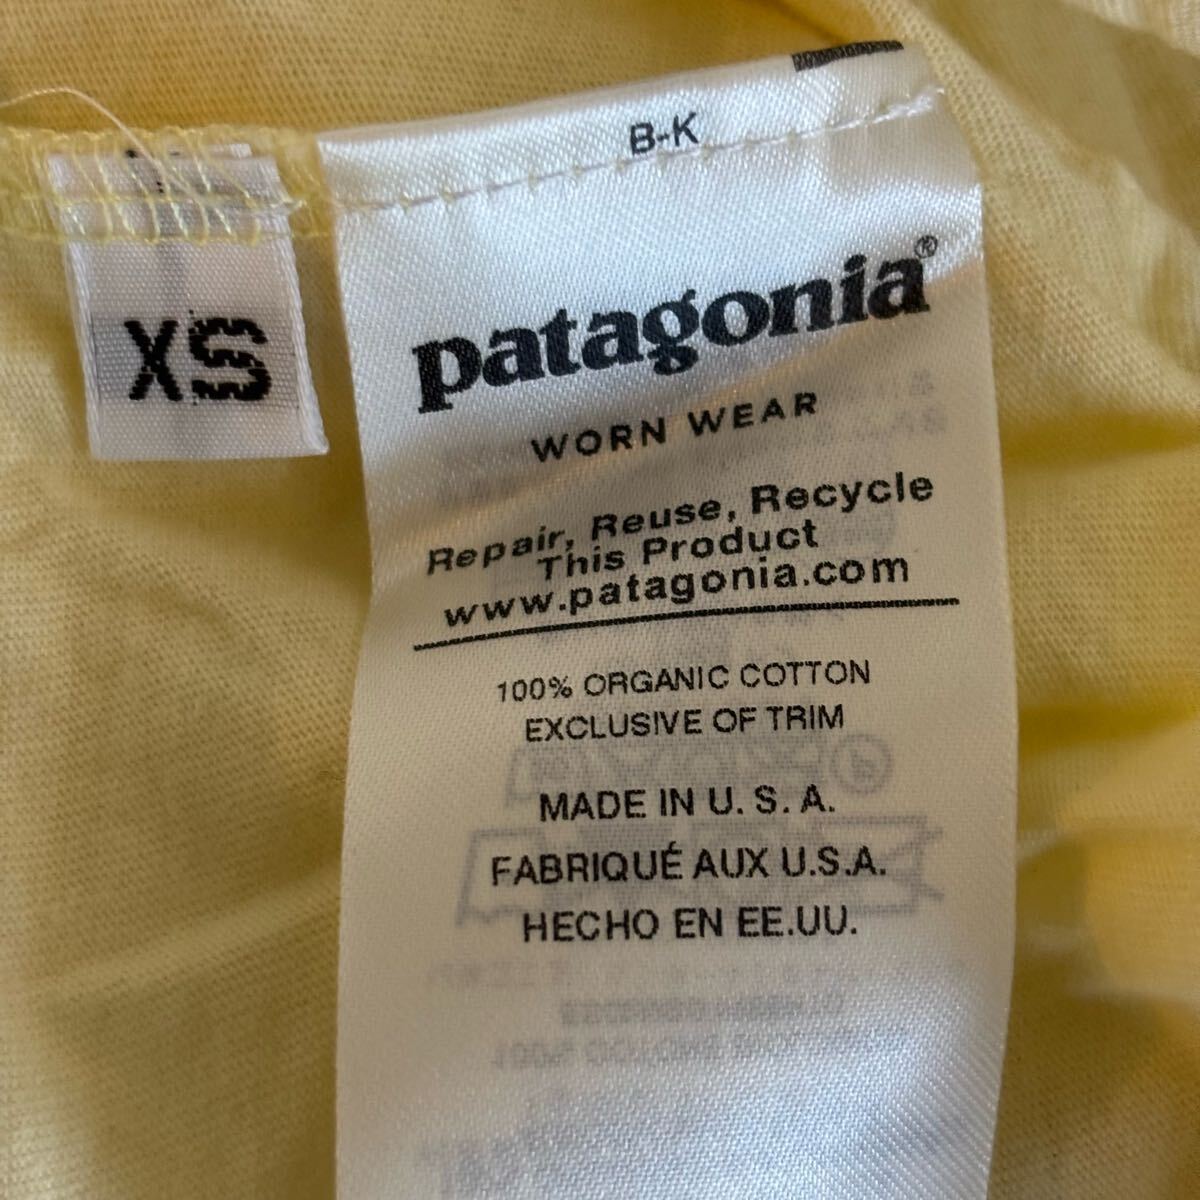 B-K
XS
patagonia®
WORN WEAR
Repair, Reuse, Recycle
This Product
www.patagonia.com
100% ORGANIC COTTON
EXCLUSIVE OF TRIM
MADE IN U. S. A.
FABRIQUÉ AUX U.S.A.
HECHO EN EE.UU.